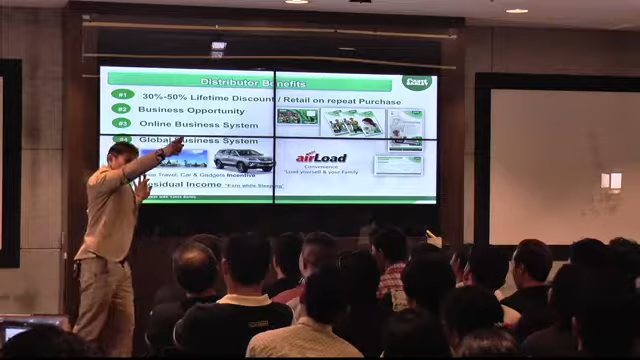 Distributor Benefits
#1 30%-50% Lifetime Discount / Retail on repeat Purchase
#2 Business Opportunity
#3 Online Business System
Global Business System
airLoad
Convenience
"Load yourself & your Family
Travel, Car & Gadgets Incentive
Residual Income "Earn while Sleeping"